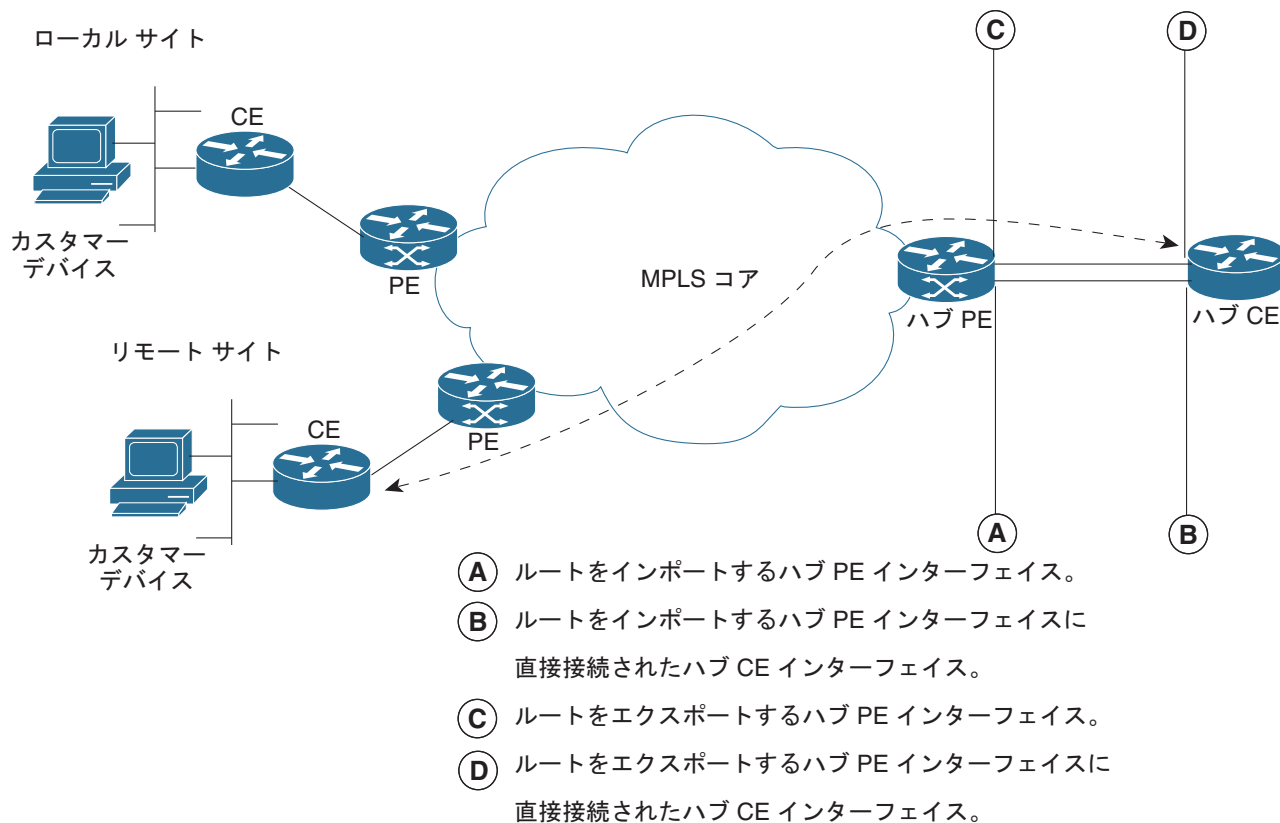 ローカル サイト
C
D
CE
カスタマー
デバイス
PE
MPLS コア
ハブ PE
ハブ CE
リモート サイト
CE
PE
カスタマー
デバイス
A
B
A ルートをインポートするハブ PE インターフェイス。
B ルートをインポートするハブ PE インターフェイスに
直接接続されたハブ CE インターフェイス。
C ルートをエクスポートするハブ PE インターフェイス。
D ルートをエクスポートするハブ PE インターフェイスに
直接接続されたハブ CE インターフェイス。